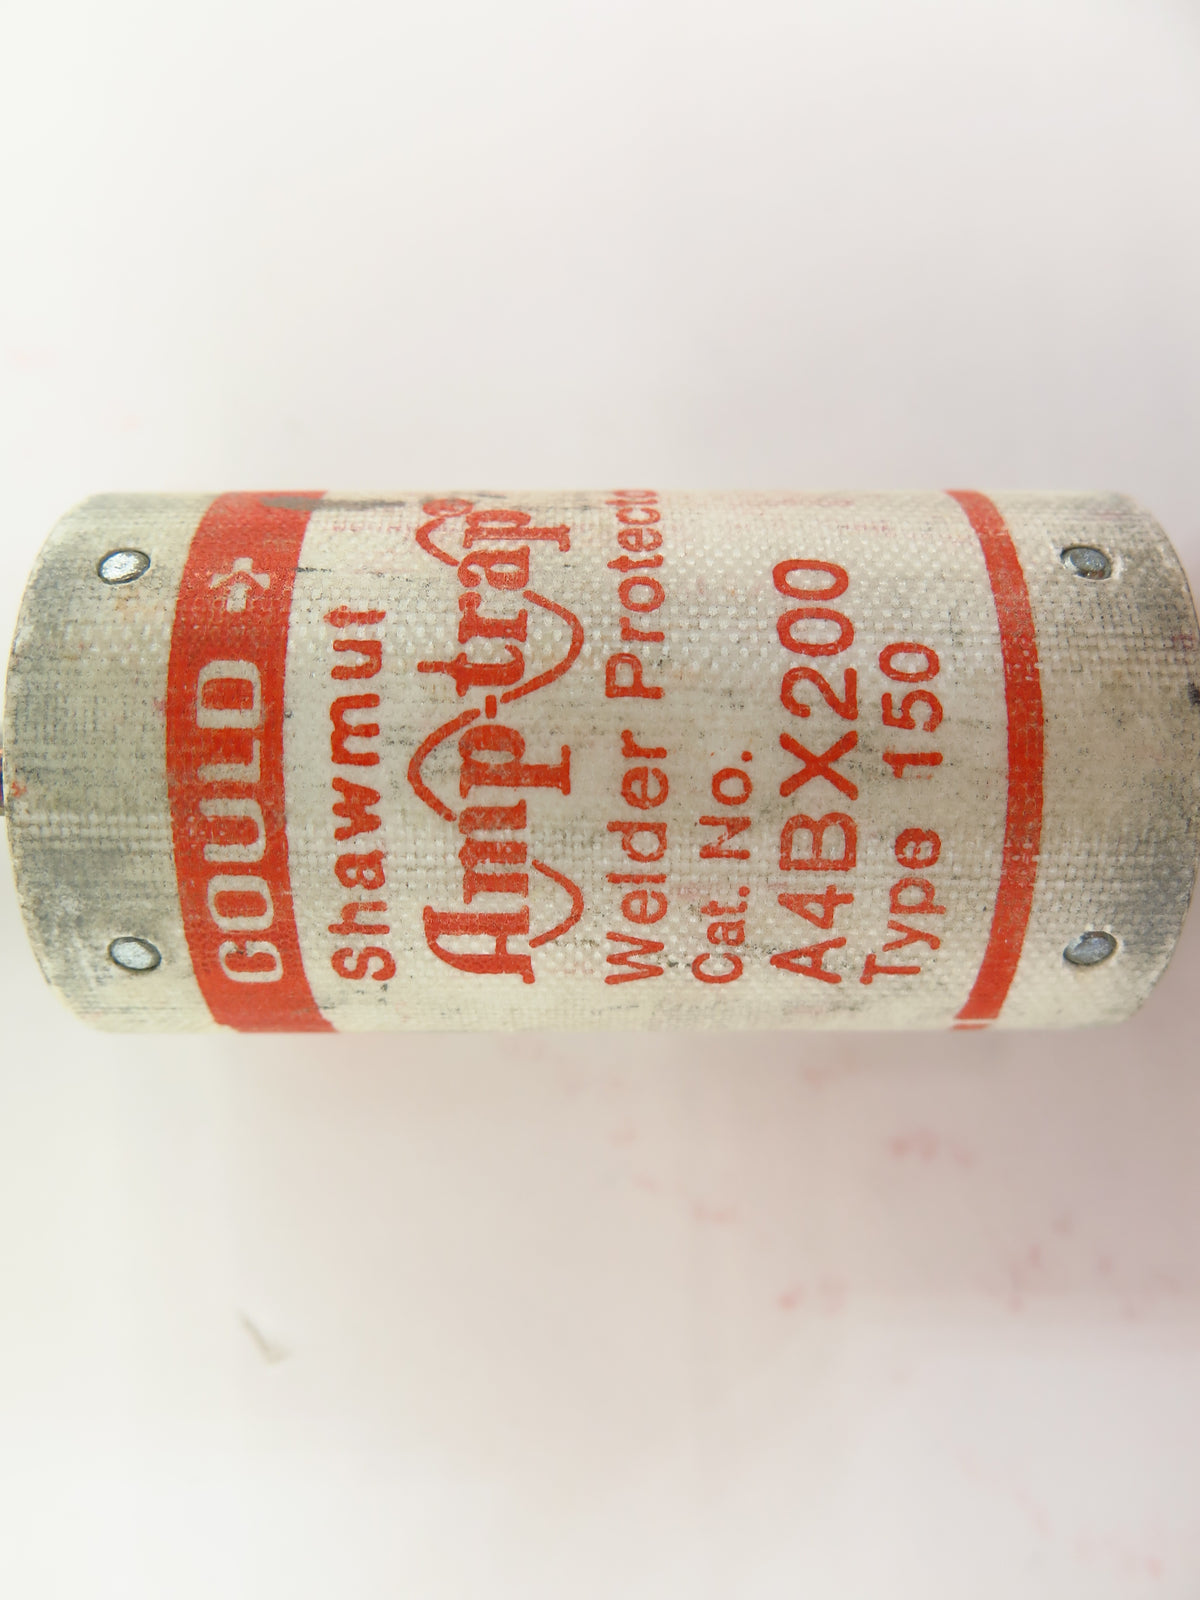 GOULD
Shawmut
Amp-trap®
Welder Protecto
Cat. No.
A4BX200
Type 150